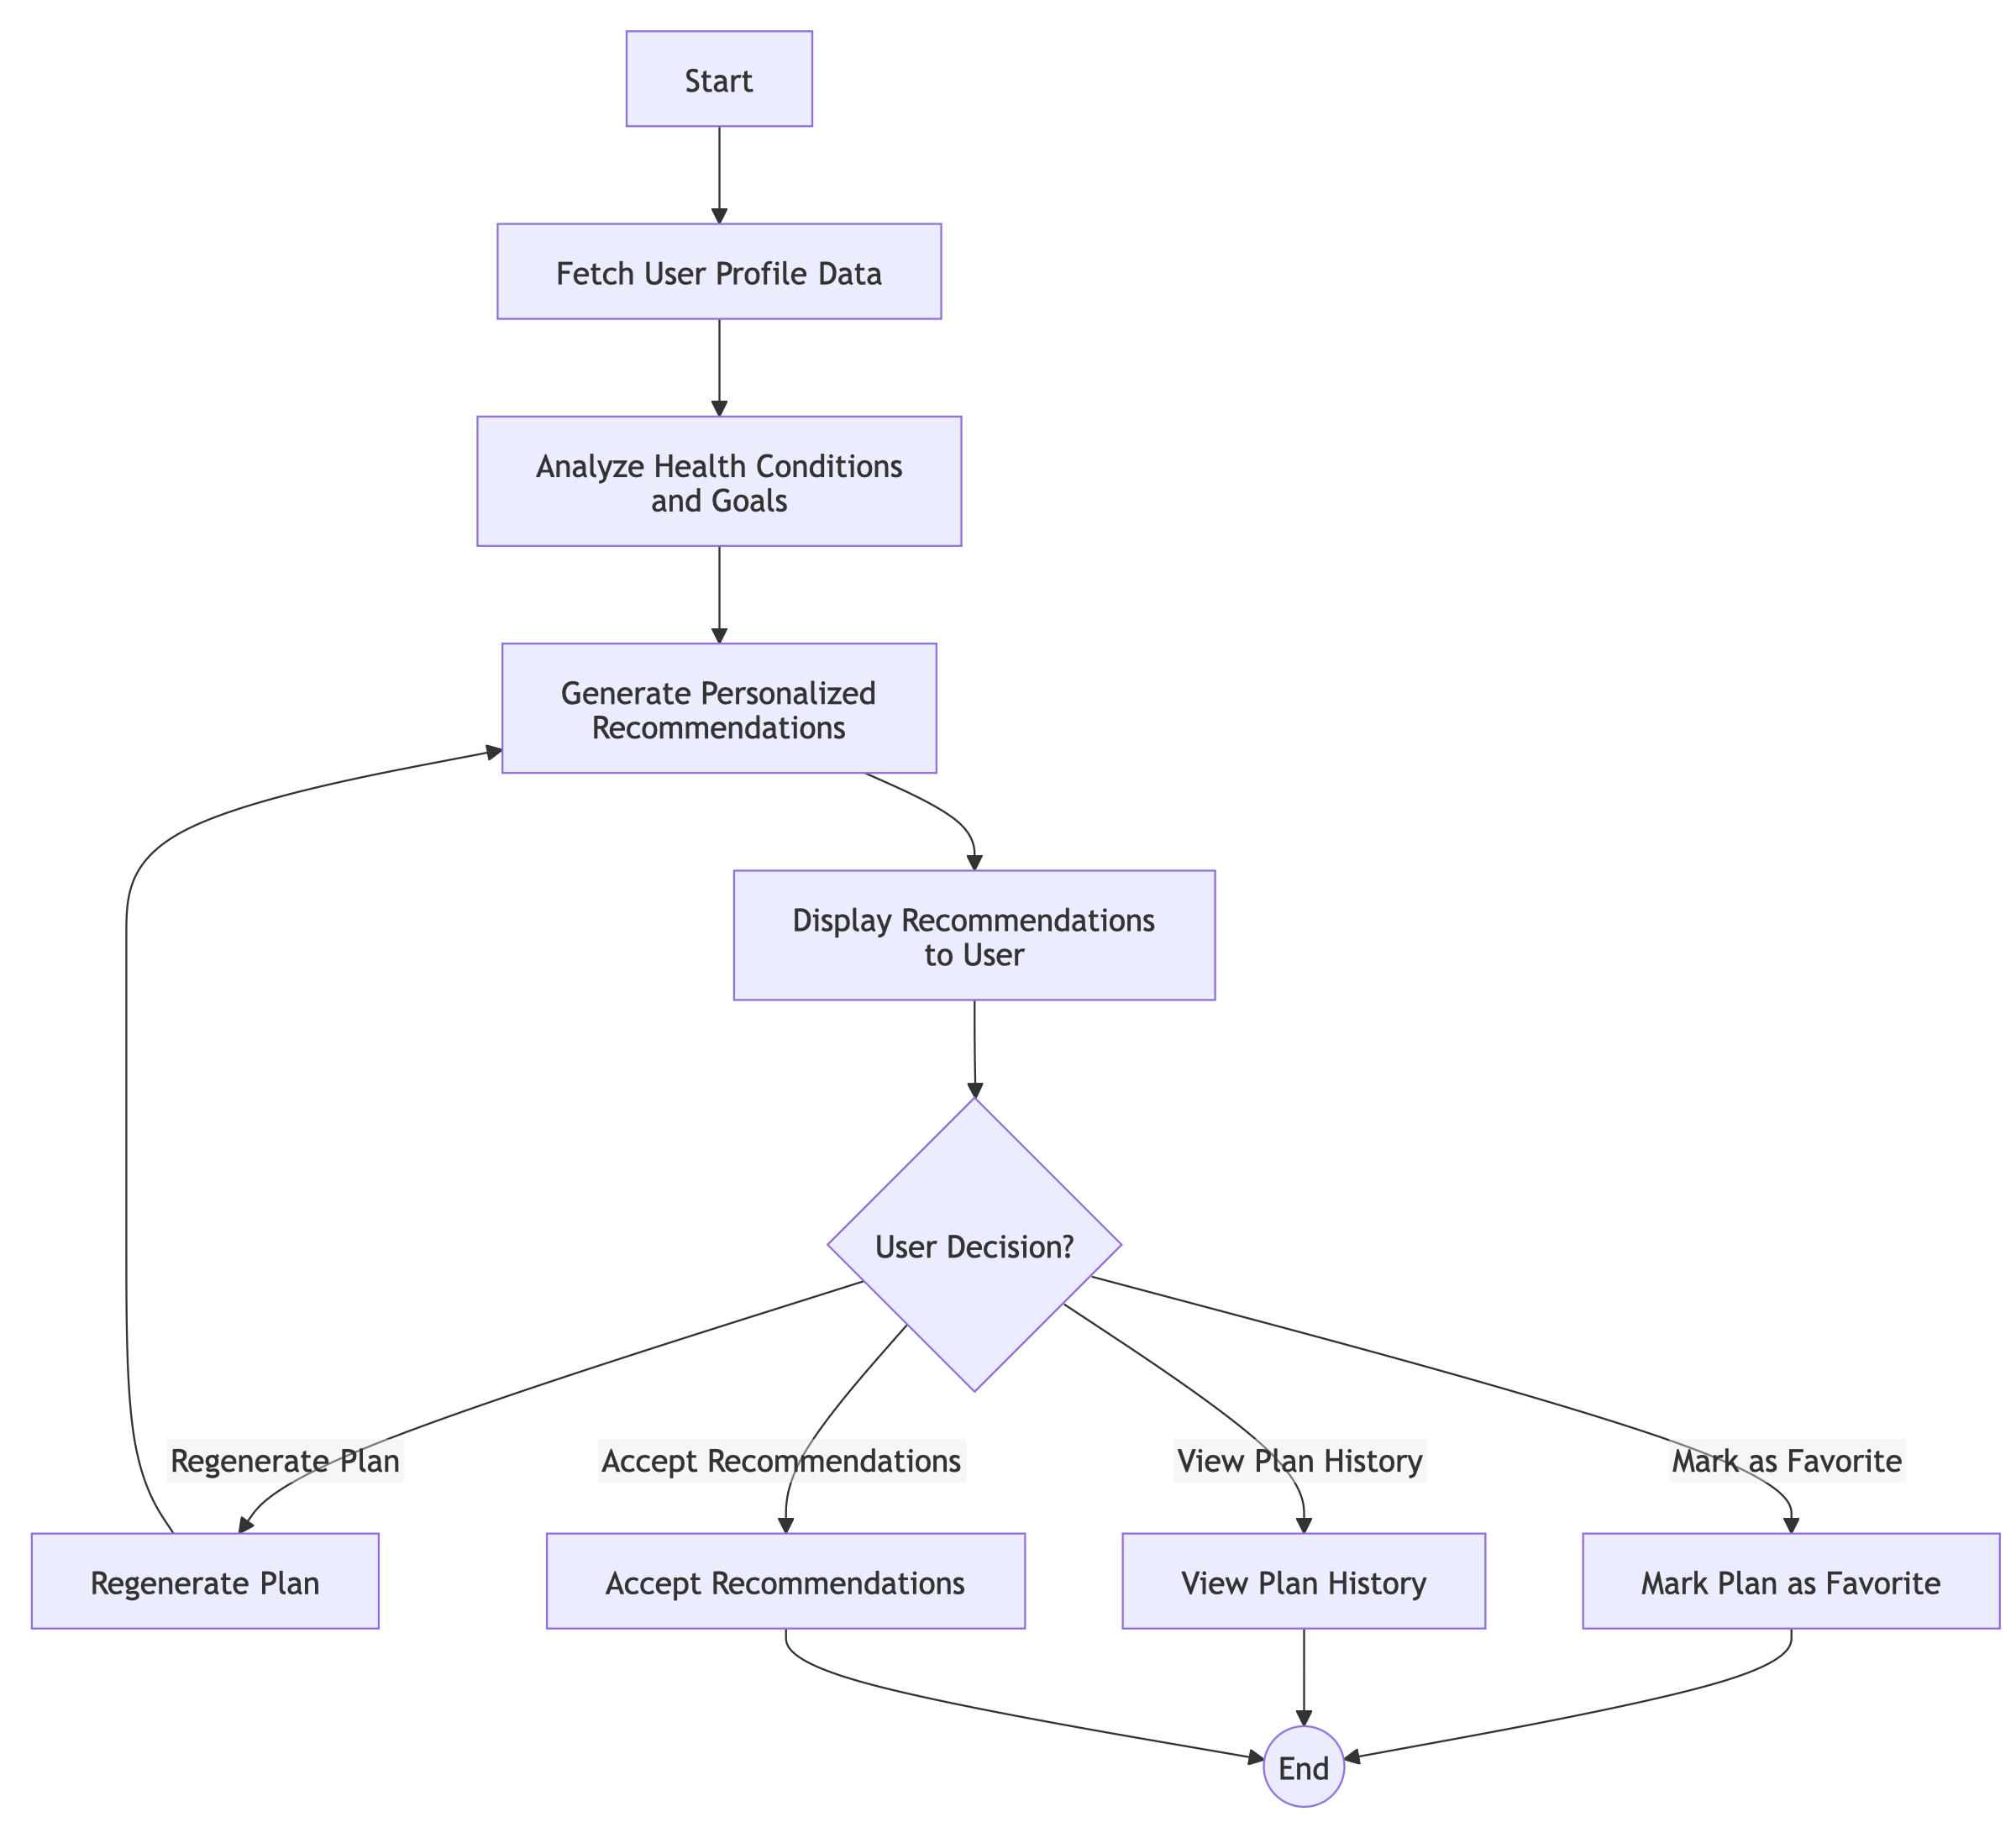 Start
Fetch User Profile Data
Analyze Health Conditions
and Goals
Generate Personalized
Recommendations
Display Recommendations
to User
User Decision?
Regenerate Plan
Accept Recommendations
View Plan History
Mark as Favorite
Regenerate Plan
Accept Recommendations
View Plan History
Mark Plan as Favorite
End